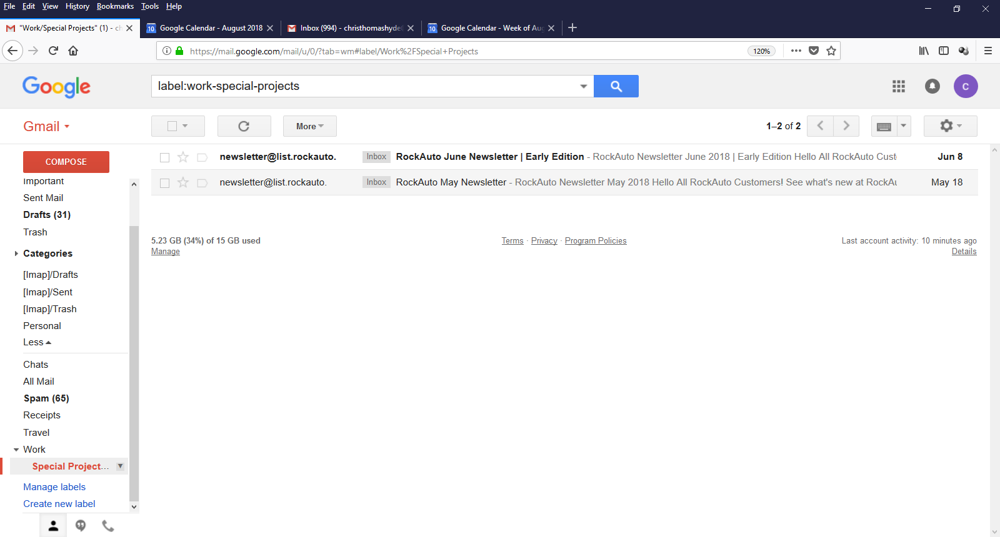 File Edit View History Bookmarks Tools Help
"Work/Special Projects" (1) - ch
Google Calendar - August 2018
Inbox (994) - christhomashyde
Google Calendar - Week of Aug
https://mail.google.com/mail/u/0/?tab=wm#label/Work%2FSpecial+Projects
120%
Google
label:work-special-projects
C
Gmail
More
1–2 of 2
COMPOSE
newsletter@list.rockauto. Inbox RockAuto June Newsletter | Early Edition - RockAuto Newsletter June 2018 | Early Edition Hello All RockAuto Cust Jun 8
newsletter@list.rockauto. Inbox RockAuto May Newsletter - RockAuto Newsletter May 2018 Hello All RockAuto Customers! See what's new at RockAu May 18
Important
Sent Mail
Drafts (31)
Trash
Categories
[Imap]/Drafts
[Imap]/Sent
[Imap]/Trash
Personal
Less
Chats
All Mail
Spam (65)
Receipts
Travel
Work
Special Project...
Manage labels
Create new label
5.23 GB (34%) of 15 GB used
Manage
Terms · Privacy · Program Policies
Last account activity: 10 minutes ago
Details